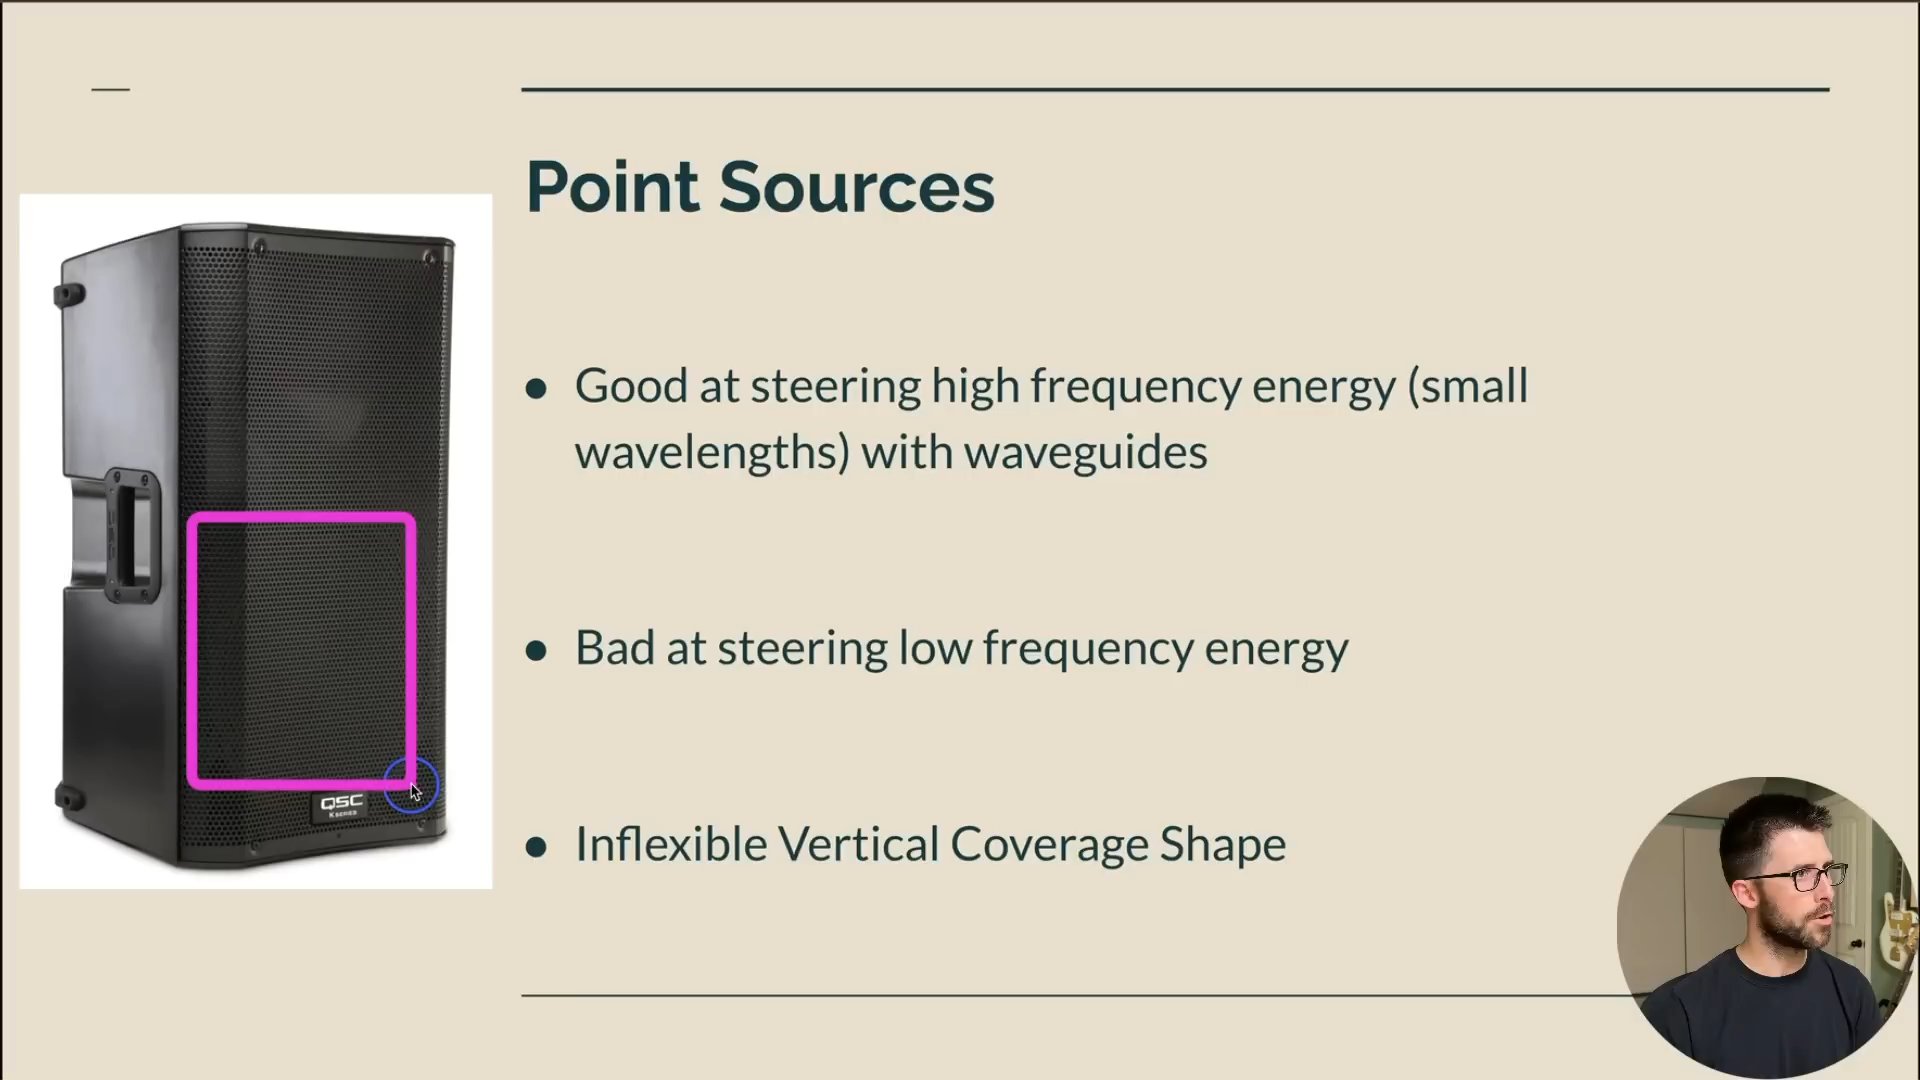 Point Sources
● Good at steering high frequency energy (small
wavelengths) with waveguides
● Bad at steering low frequency energy
● Inflexible Vertical Coverage Shape
QSC
K SERIES